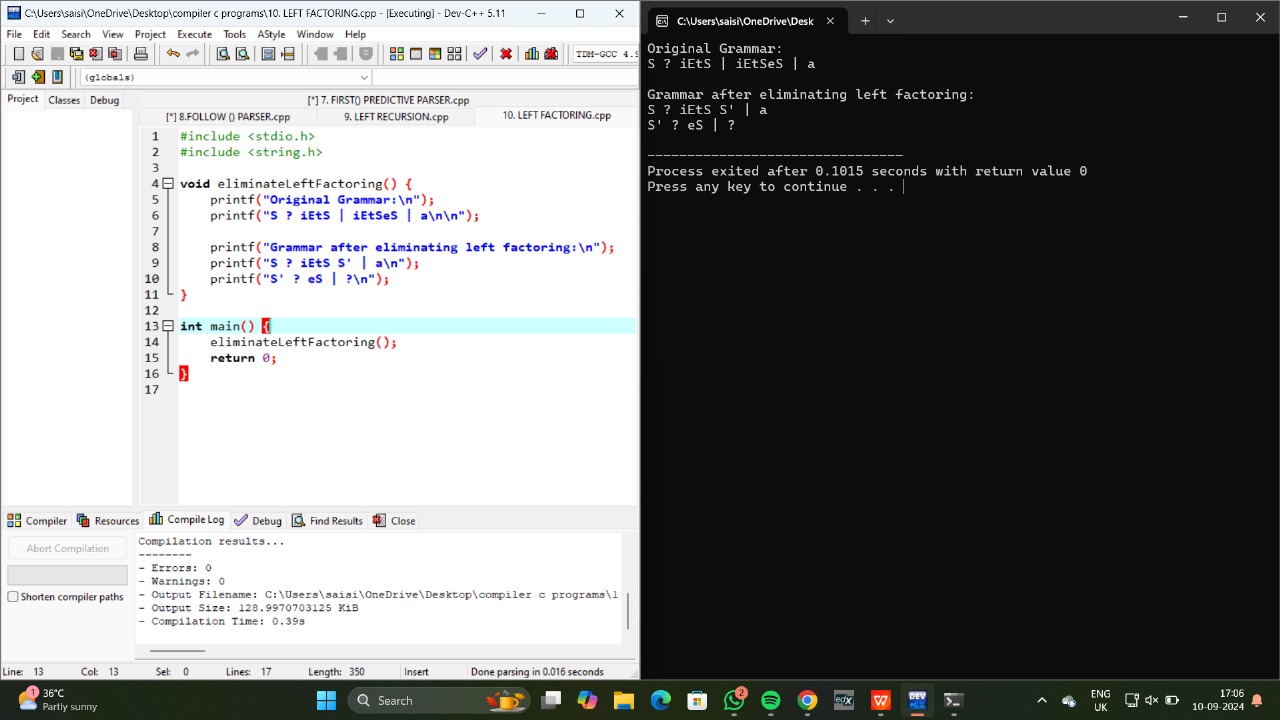 C:\Users\saisi\OneDrive\Desktop\compiler c programs\10. LEFT FACTORING.cpp - [Executing] - Dev-C++ 5.11
File Edit Search View Project Execute Tools AStyle Window Help
TDM-GCC 4.9
(globals)
Project Classes Debug
[*] 7. FIRST() PREDICTIVE PARSER.cpp
[*] 8.FOLLOW () PARSER.cpp 9. LEFT RECURSION.cpp 10. LEFT FACTORING.cpp
1 #include <stdio.h>
2 #include <string.h>
3
4 void eliminateLeftFactoring() {
5 printf("Original Grammar:\n");
6 printf("S ? iEtS | iEtSeS | a\n\n");
7
8 printf("Grammar after eliminating left factoring:\n");
9 printf("S ? iEtS S' | a\n");
10 printf("S' ? eS | ?\n");
11 }
12
13 int main() {
14 eliminateLeftFactoring();
15 return 0;
16 }
17
Compiler Resources Compile Log Debug Find Results Close
Abort Compilation
Shorten compiler paths
Compilation results...
--------
- Errors: 0
- Warnings: 0
- Output Filename: C:\Users\saisi\OneDrive\Desktop\compiler c programs\1
- Output Size: 128.9970703125 KiB
- Compilation Time: 0.39s
Line: 13 Col: 13 Sel: 0 Lines: 17 Length: 350 Insert Done parsing in 0.016 seconds
C:\Users\saisi\OneDrive\Desk
Original Grammar:
S ? iEtS | iEtSeS | a
Grammar after eliminating left factoring:
S ? iEtS S' | a
S' ? eS | ?
--------------------------------
Process exited after 0.1015 seconds with return value 0
Press any key to continue . . .
1
36°C
Partly sunny
Search
2
edX
W
DEV
ENG
UK
17:06
10-09-2024